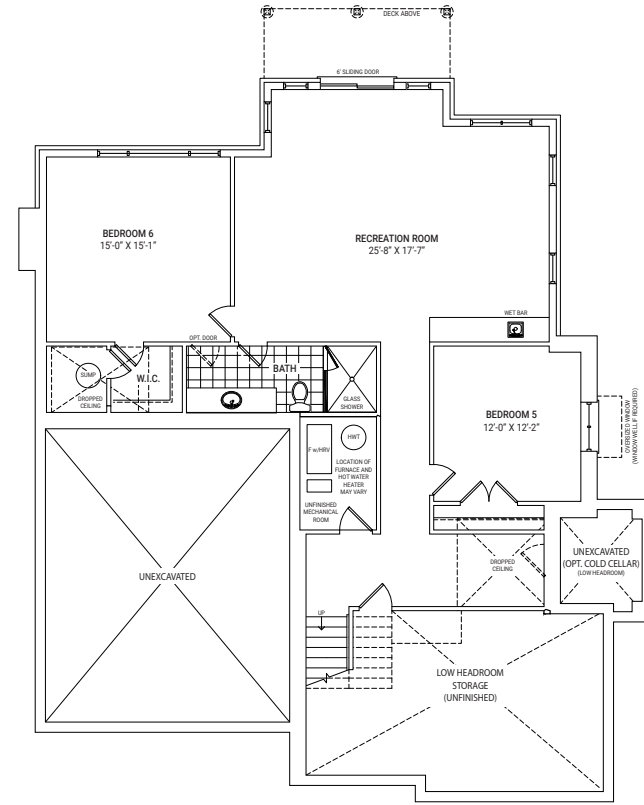 DECK ABOVE
6' SLIDING DOOR
BEDROOM 6
15'-0" X 15'-1"
RECREATION ROOM
25'-8" X 17'-7"
WET BAR
OPT. DOOR
SUMP
DROPPED
CEILING
W.I.C.
BATH
GLASS
SHOWER
BEDROOM 5
12'-0" X 12'-2"
OVERSIZED WINDOW
(WINDOW WELL IF REQUIRED)
F w/HRV
HWT
LOCATION OF
FURNACE AND
HOT WATER
HEATER
MAY VARY
UNFINISHED
MECHANICAL
ROOM
UNEXCAVATED
DROPPED
CEILING
UNEXCAVATED
(OPT. COLD CELLAR)
(LOW HEADROOM)
UP
LOW HEADROOM
STORAGE
(UNFINISHED)